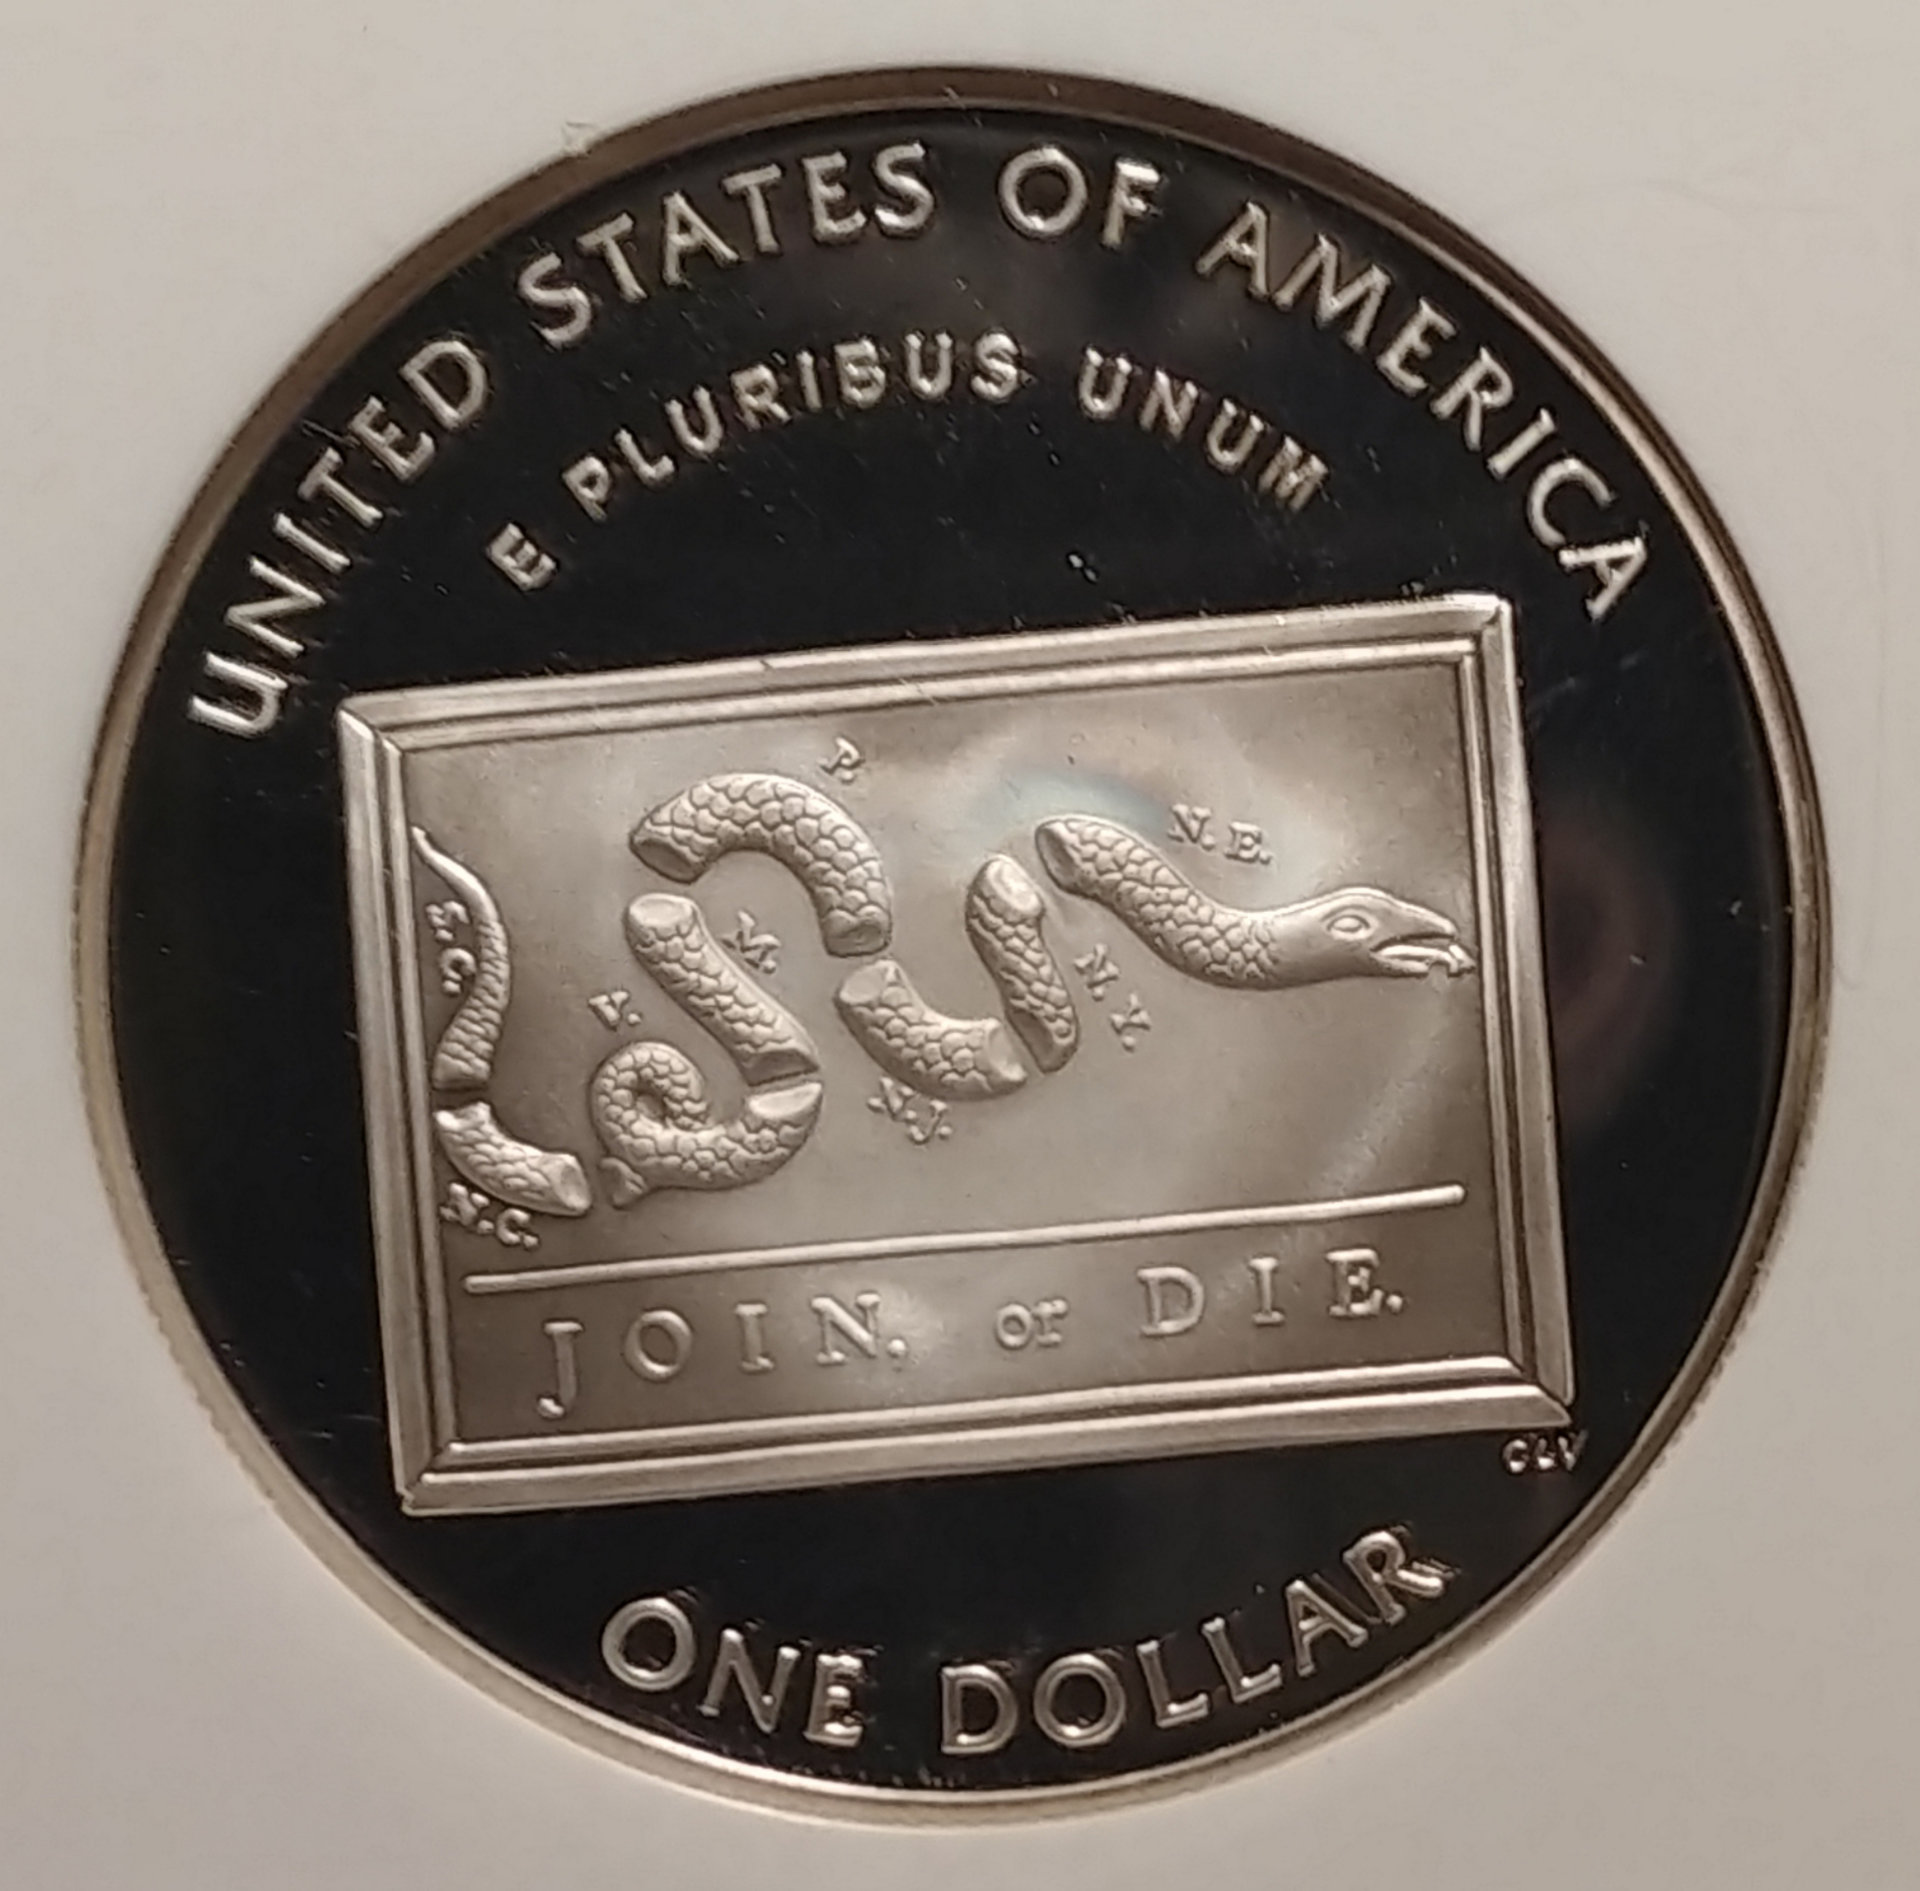 UNITED STATES OF AMERICA
E PLURIBUS UNUM
P.
N. E.
S.C.
M.
V.
N. Y.
N.J.
N.C.
JOIN, or DIE.
CLV
ONE DOLLAR